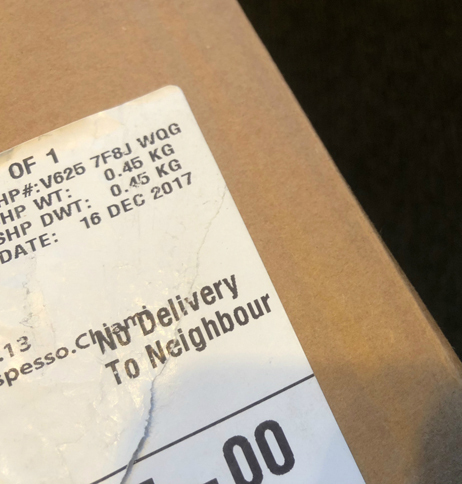 OF 1
HP#:V625 7F8J WQG
HP WT: 0.45 KG
SHP DWT: 0.45 KG
DATE: 16 DEC 2017
.13
spesso.Chiam
No Delivery
To Neighbour
.00